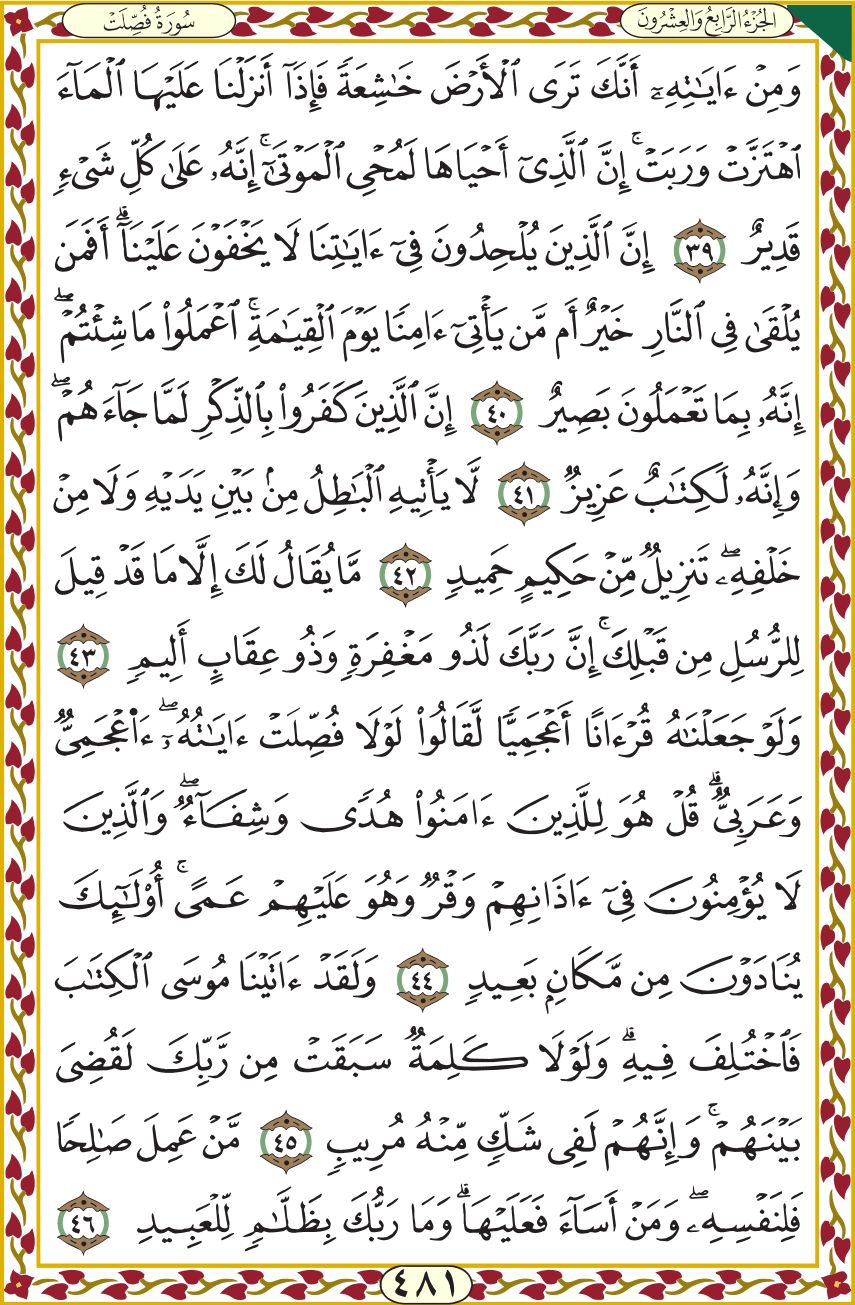 الجُزْءُ الرَّابِعُ وَالعِشْرُونَ
سُورَةُ فُصِّلَتْ
وَمِنْ ءَايَٰتِهِۦٓ أَنَّكَ تَرَى ٱلْأَرْضَ خَٰشِعَةً فَإِذَآ أَنزَلْنَا عَلَيْهَا ٱلْمَآءَ
ٱهْتَزَّتْ وَرَبَتْ ۚ إِنَّ ٱلَّذِىٓ أَحْيَاهَا لَمُحْىِ ٱلْمَوْتَىٰٓ ۚ إِنَّهُۥ عَلَىٰ كُلِّ شَىْءٍ
قَدِيرٌ ٣٩ إِنَّ ٱلَّذِينَ يُلْحِدُونَ فِىٓ ءَايَٰتِنَا لَا يَخْفَوْنَ عَلَيْنَآ ۗ أَفَمَن
يُلْقَىٰ فِى ٱلنَّارِ خَيْرٌ أَم مَّن يَأْتِىٓ ءَامِنًا يَوْمَ ٱلْقِيَٰمَةِ ۚ ٱعْمَلُوا۟ مَا شِئْتُمْ ۖ
إِنَّهُۥ بِمَا تَعْمَلُونَ بَصِيرٌ ٤٠ إِنَّ ٱلَّذِينَ كَفَرُوا۟ بِٱلذِّكْرِ لَمَّا جَآءَهُمْ ۖ
وَإِنَّهُۥ لَكِتَٰبٌ عَزِيزٌ ٤١ لَّا يَأْتِيهِ ٱلْبَٰطِلُ مِنۢ بَيْنِ يَدَيْهِ وَلَا مِنْ
خَلْفِهِۦ ۖ تَنزِيلٌ مِّنْ حَكِيمٍ حَمِيدٍ ٤٢ مَّا يُقَالُ لَكَ إِلَّا مَا قَدْ قِيلَ
لِلرُّسُلِ مِن قَبْلِكَ ۚ إِنَّ رَبَّكَ لَذُو مَغْفِرَةٍ وَذُو عِقَابٍ أَلِيمٍ ٤٣
وَلَوْ جَعَلْنَٰهُ قُرْءَانًا أَعْجَمِيًّا لَّقَالُوا۟ لَوْلَا فُصِّلَتْ ءَايَٰتُهُۥٓ ۖ ءَا۬عْجَمِىٌّ
وَعَرَبِىٌّ ۗ قُلْ هُوَ لِلَّذِينَ ءَامَنُوا۟ هُدًى وَشِفَآءٌ ۖ وَٱلَّذِينَ
لَا يُؤْمِنُونَ فِىٓ ءَاذَانِهِمْ وَقْرٌ وَهُوَ عَلَيْهِمْ عَمًى ۚ أُو۟لَٰٓئِكَ
يُنَادَوْنَ مِن مَّكَانٍۭ بَعِيدٍ ٤٤ وَلَقَدْ ءَاتَيْنَا مُوسَى ٱلْكِتَٰبَ
فَٱخْتُلِفَ فِيهِ ۗ وَلَوْلَا كَلِمَةٌ سَبَقَتْ مِن رَّبِّكَ لَقُضِىَ
بَيْنَهُمْ ۚ وَإِنَّهُمْ لَفِى شَكٍّ مِّنْهُ مُرِيبٍ ٤٥ مَّنْ عَمِلَ صَٰلِحًا
فَلِنَفْسِهِۦ ۖ وَمَنْ أَسَآءَ فَعَلَيْهَا ۗ وَمَا رَبُّكَ بِظَلَّٰمٍ لِّلْعَبِيدِ ٤٦
٤٨١